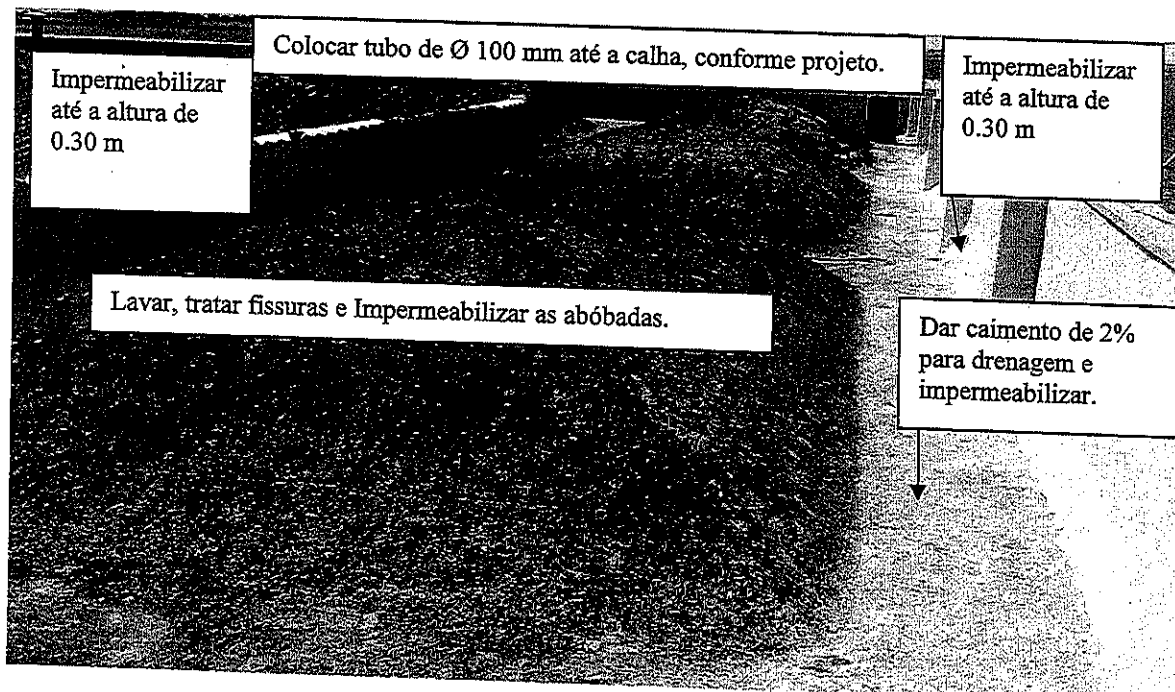 Impermeabilizar
até a altura de
0.30 m
Colocar tubo de Ø 100 mm até a calha, conforme projeto.
Impermeabilizar
até a altura de
0.30 m
Lavar, tratar fissuras e Impermeabilizar as abóbadas.
Dar caimento de 2%
para drenagem e
impermeabilizar.